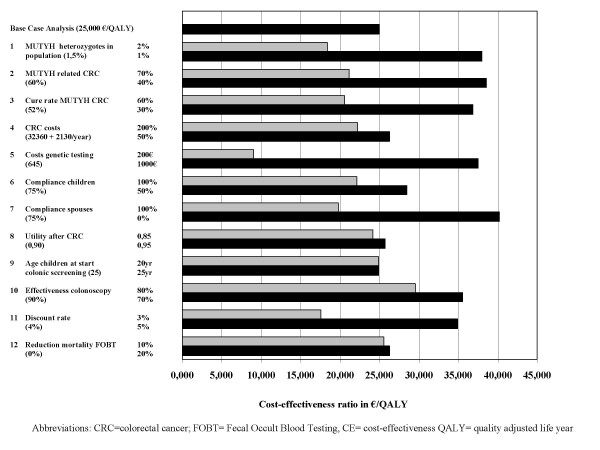 Base Case Analysis (25,000 €/QALY)
1 MUTYH heterozygotes in 2%
population (1,5%) 1%
2 MUTYH related CRC 70%
(60%) 40%
3 Cure rate MUTYH CRC 60%
(52%) 30%
4 CRC costs 200%
(32360 + 2130/year) 50%
5 Costs genetic testing 200€
(645) 1000€
6 Compliance children 100%
(75%) 50%
7 Compliance spouses 100%
(75%) 0%
8 Utility after CRC 0,85
(0,90) 0,95
9 Age children at start 20yr
colonic secreening (25) 25yr
10 Effectiveness colonoscopy 80%
(90%) 70%
11 Discount rate 3%
(4%) 5%
12 Reduction mortality FOBT 10%
(0%) 20%
0,000 5,000 10,000 15,000 20,000 25,000 30,000 35,000 40,000 45,000
Cost-effectiveness ratio in €/QALY
Abbreviations: CRC=colorectal cancer; FOBT= Fecal Occult Blood Testing, CE= cost-effectiveness QALY= quality adjusted life year